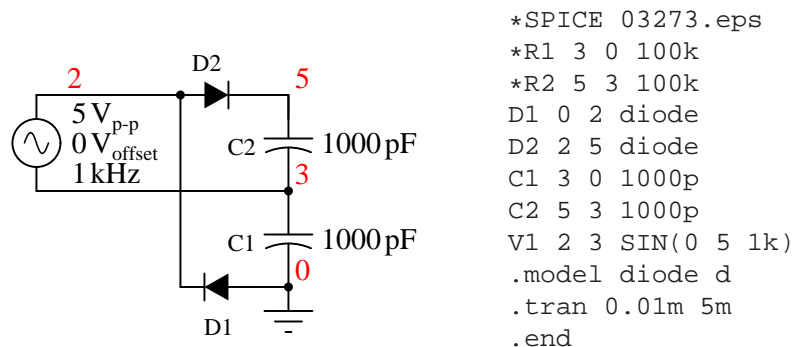 D2
2
5
5 Vp-p
0 Voffset
1 kHz
C2
1000 pF
3
C1
1000 pF
0
D1
*SPICE 03273.eps
*R1 3 0 100k
*R2 5 3 100k
D1 0 2 diode
D2 2 5 diode
C1 3 0 1000p
C2 5 3 1000p
V1 2 3 SIN(0 5 1k)
.model diode d
.tran 0.01m 5m
.end